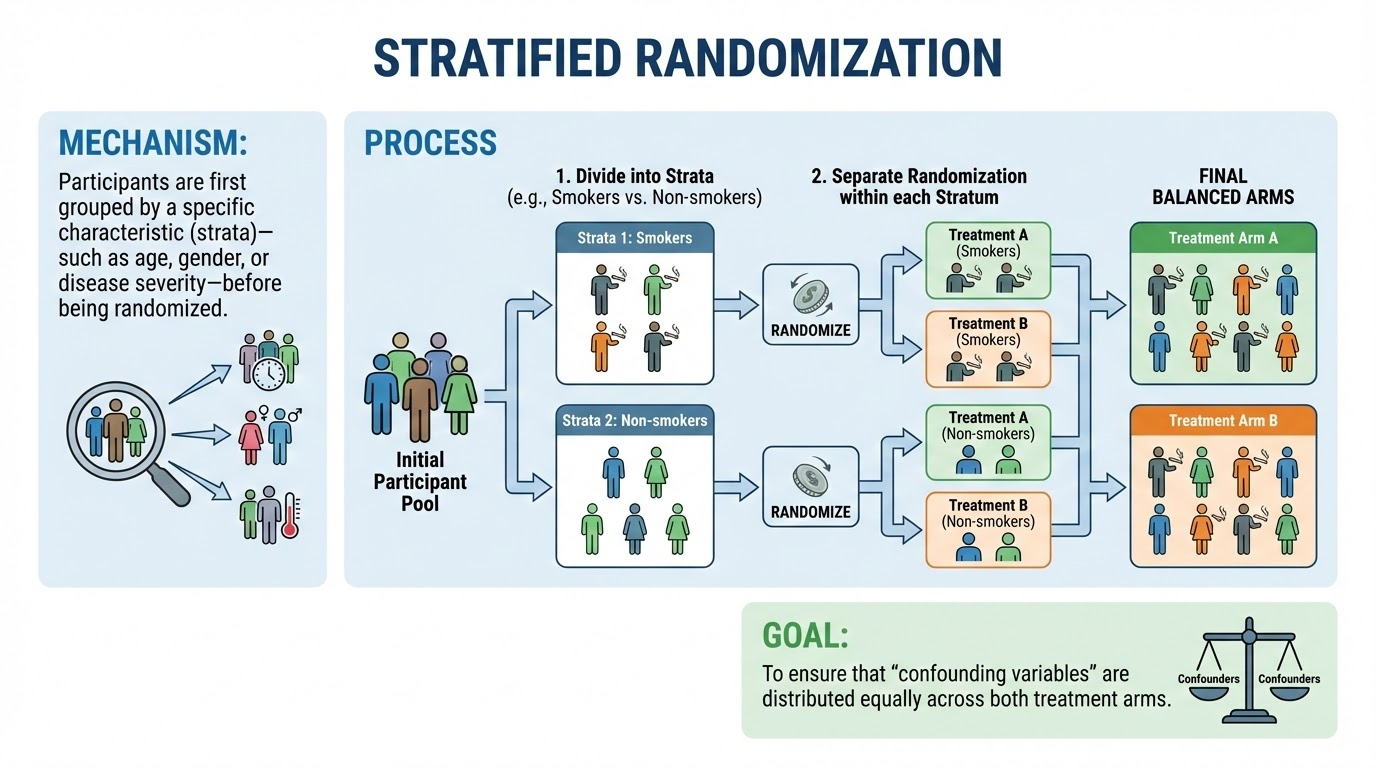 STRATIFIED RANDOMIZATION
MECHANISM:
Participants are first
grouped by a specific
characteristic (strata)—
such as age, gender, or
disease severity—before
being randomized.
PROCESS
1. Divide into Strata
(e.g., Smokers vs. Non-smokers)
2. Separate Randomization
within each Stratum
FINAL
BALANCED ARMS
Initial
Participant
Pool
Strata 1: Smokers
Strata 2: Non-smokers
S
RANDOMIZE
S
RANDOMIZE
Treatment A
(Smokers)
Treatment B
(Smokers)
Treatment A
(Non-smokers)
Treatment B
(Non-smokers)
Treatment Arm A
Treatment Arm B
GOAL:
To ensure that “confounding variables” are
distributed equally across both treatment arms.
Confounders
Confounders